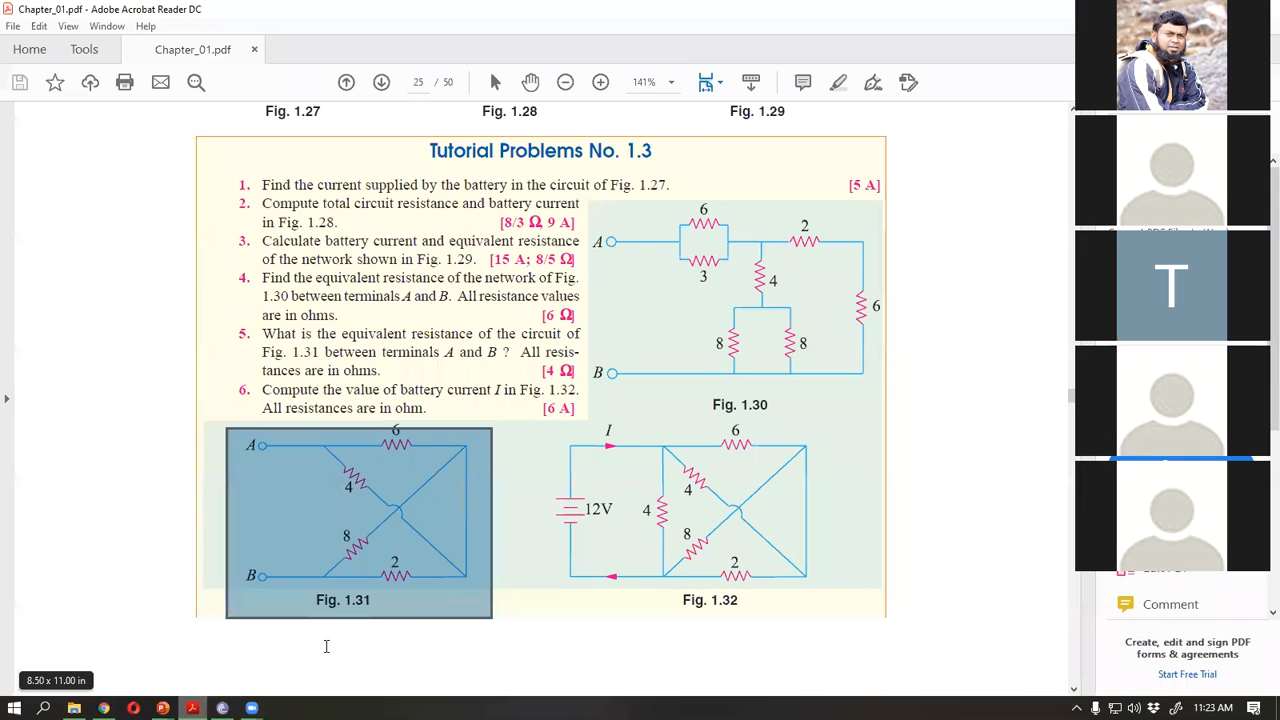 Chapter_01.pdf - Adobe Acrobat Reader DC
File Edit View Window Help
Home Tools Chapter_01.pdf ×
25 / 50 141%
Fig. 1.27 Fig. 1.28 Fig. 1.29
Tutorial Problems No. 1.3
1. Find the current supplied by the battery in the circuit of Fig. 1.27. [5 A]
2. Compute total circuit resistance and battery current
in Fig. 1.28. [8/3 Ω, 9 A]
3. Calculate battery current and equivalent resistance
of the network shown in Fig. 1.29. [15 A; 8/5 Ω]
4. Find the equivalent resistance of the network of Fig.
1.30 between terminals A and B. All resistance values
are in ohms. [6 Ω]
5. What is the equivalent resistance of the circuit of
Fig. 1.31 between terminals A and B ? All resis-
tances are in ohms. [4 Ω]
6. Compute the value of battery current I in Fig. 1.32.
All resistances are in ohm. [6 A]
6
2
A
3
4
6
8
8
B
Fig. 1.30
A
6
4
8
2
B
Fig. 1.31
I
6
4
12V
4
8
2
Fig. 1.32
T
Comment
Create, edit and sign PDF
forms & agreements
Start Free Trial
8.50 x 11.00 in
11:23 AM